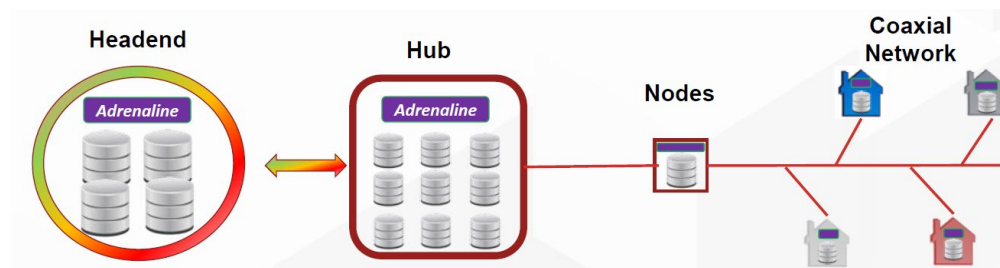 Headend
Adrenaline
Hub
Adrenaline
Nodes
Coaxial
Network